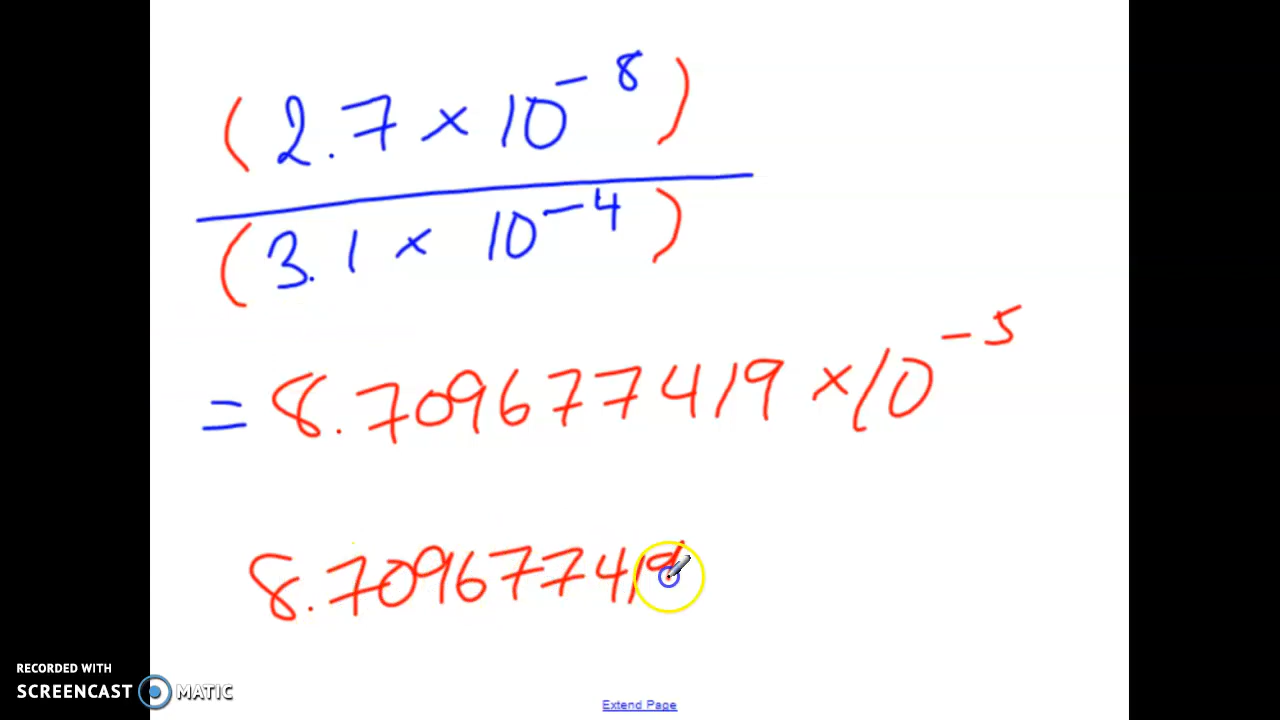 (2.7 × 10⁻⁸)
(3.1 × 10⁻⁴)
= 8.709677419 × 10⁻⁵
8.709677419
RECORDED WITH
SCREENCAST MATIC
Extend Page